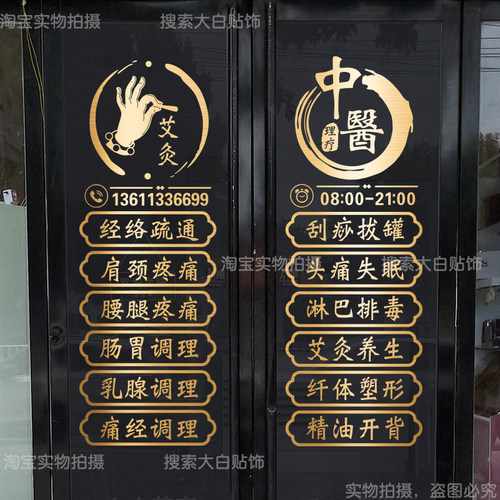 淘宝实物拍摄
搜索大白贴饰
艾灸
13611336699
经络疏通
肩颈疼痛
腰腿疼痛
肠胃调理
乳腺调理
痛经调理
中醫
理疗
08:00-21:00
刮痧拔罐
头痛失眠
淋巴排毒
艾灸养生
纤体塑形
精油开背
淘宝实物拍摄
搜索大白贴饰
淘宝实物拍摄
搜索大白贴饰
实物拍摄,盗图必究